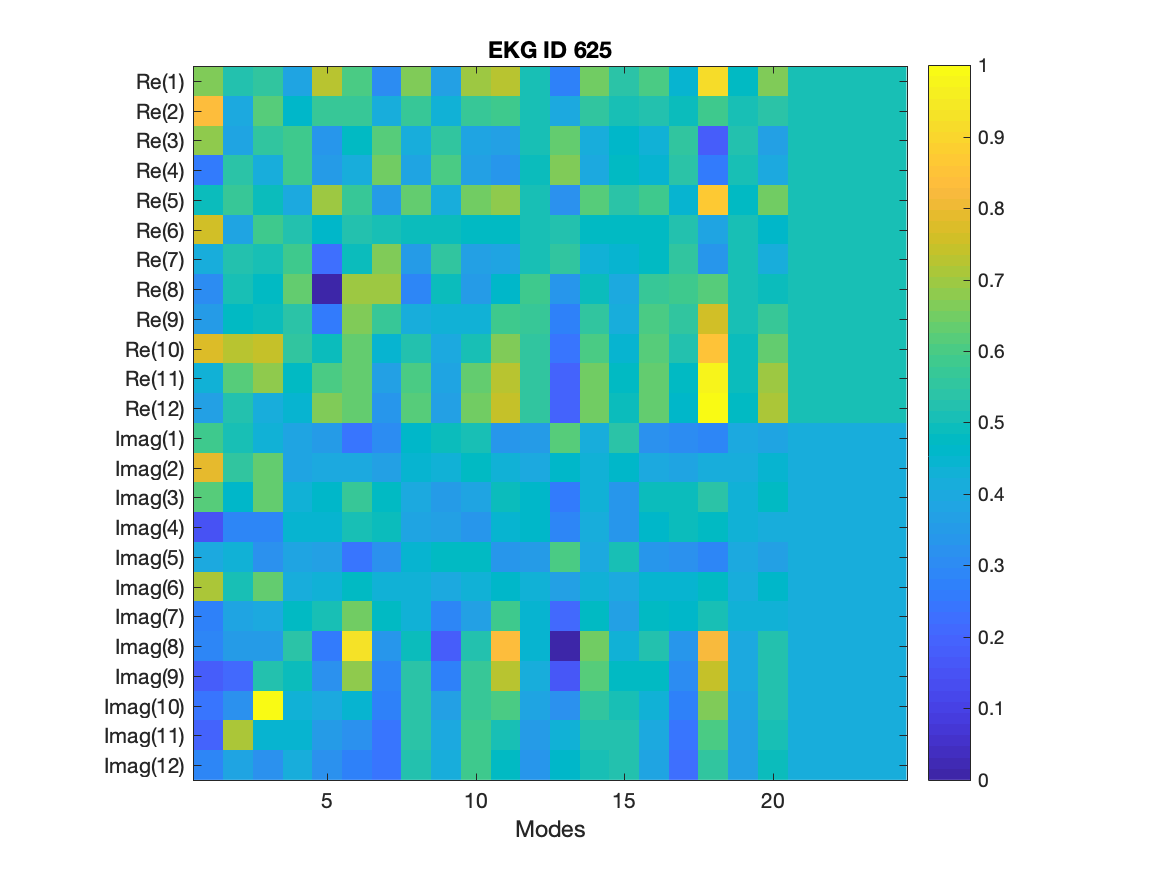 EKG ID 625
Re(1)
Re(2)
Re(3)
Re(4)
Re(5)
Re(6)
Re(7)
Re(8)
Re(9)
Re(10)
Re(11)
Re(12)
Imag(1)
Imag(2)
Imag(3)
Imag(4)
Imag(5)
Imag(6)
Imag(7)
Imag(8)
Imag(9)
Imag(10)
Imag(11)
Imag(12)
5 10 15 20
Modes
1
0.9
0.8
0.7
0.6
0.5
0.4
0.3
0.2
0.1
0